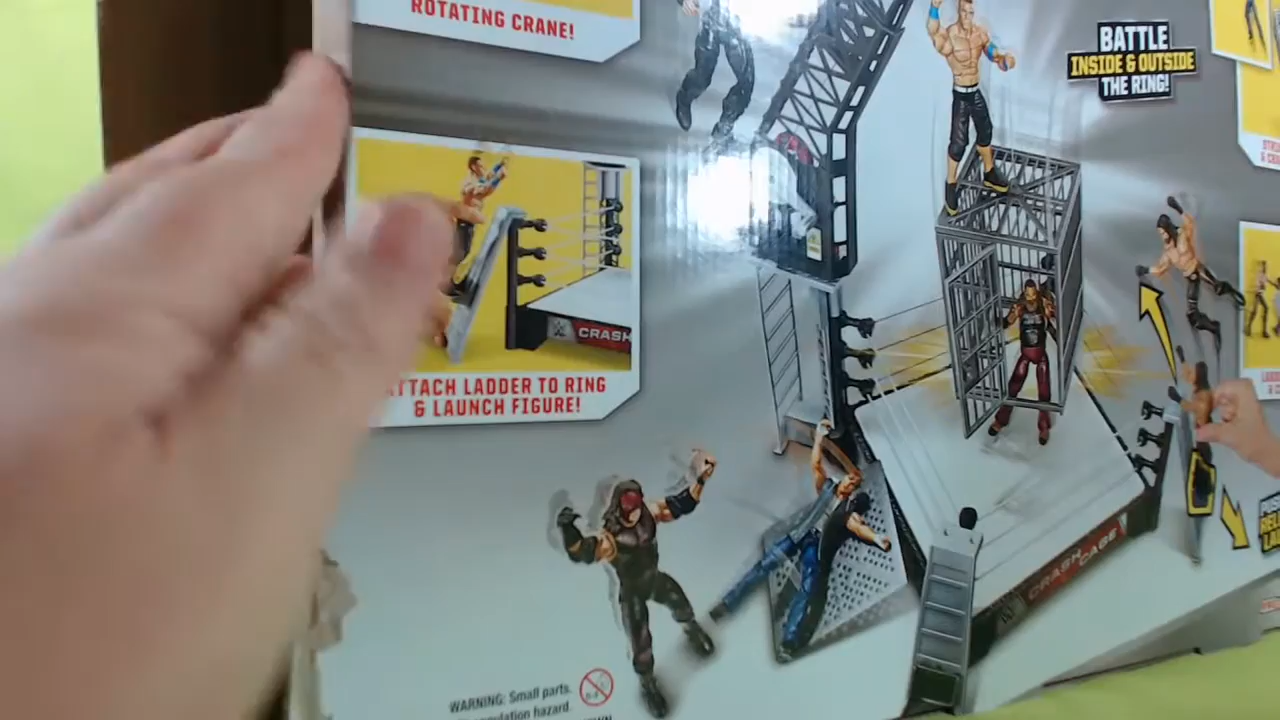 ROTATING CRANE!
BATTLE
INSIDE & OUTSIDE
THE RING!
CRASH
ATTACH LADDER TO RING
& LAUNCH FIGURE!
CRASH CAGE
WARNING: Small parts.
hazard.